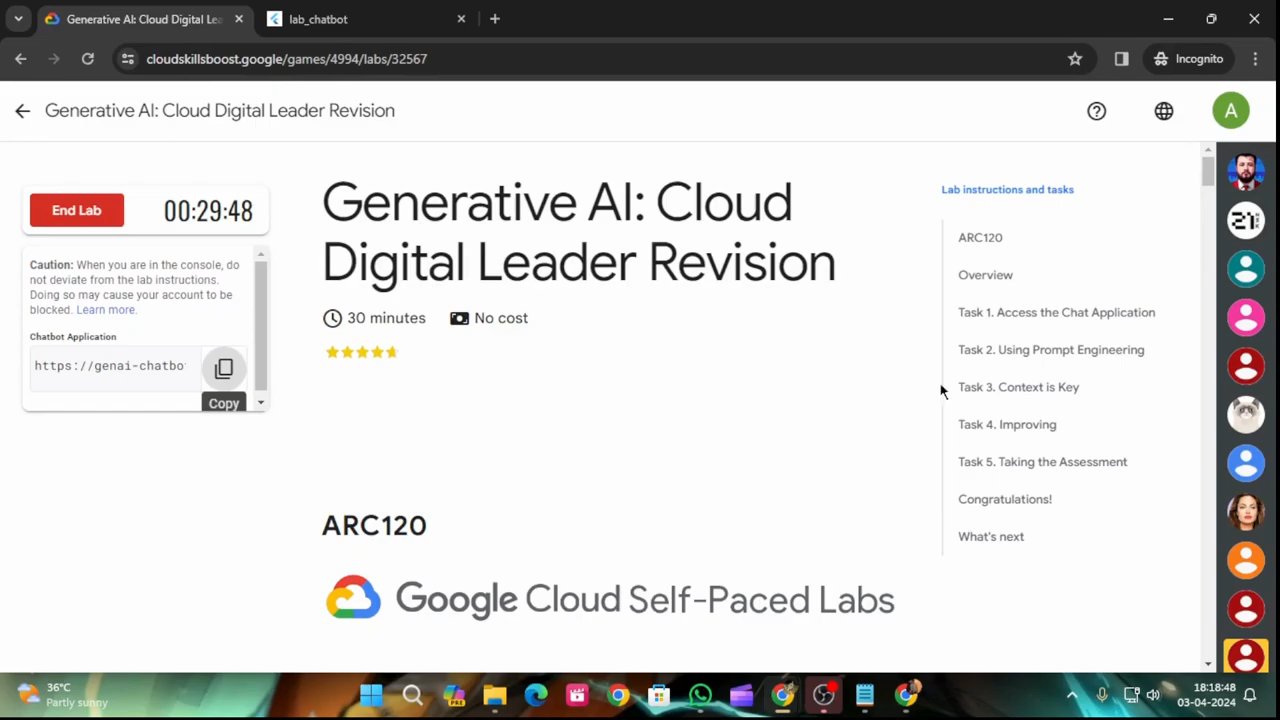 Generative AI: Cloud Digital Lea
lab_chatbot
cloudskillsboost.google/games/4994/labs/32567
Incognito
Generative AI: Cloud Digital Leader Revision
A
End Lab
00:29:48
Caution: When you are in the console, do
not deviate from the lab instructions.
Doing so may cause your account to be
blocked. Learn more.
Chatbot Application
https://genai-chatbo
Copy
Generative AI: Cloud
Digital Leader Revision
30 minutes
No cost
ARC120
Google Cloud Self-Paced Labs
Lab instructions and tasks
ARC120
Overview
Task 1. Access the Chat Application
Task 2. Using Prompt Engineering
Task 3. Context is Key
Task 4. Improving
Task 5. Taking the Assessment
Congratulations!
What's next
21
36°C
Partly sunny
PRE
18:18:48
03-04-2024